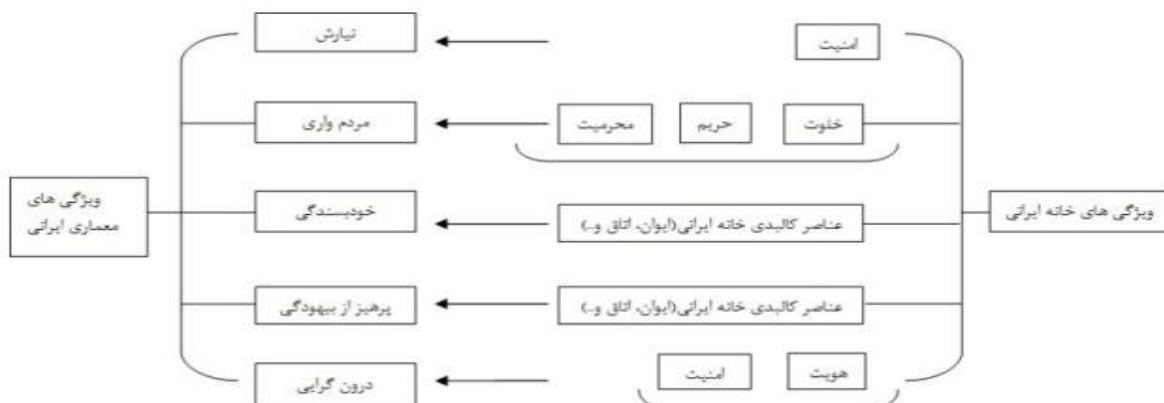 ویژگی های خانه ایرانی
امنیت
نیارش
خلوت
حریم
محرمیت
مردم واری
عناصر کالبدی خانه ایرانی(ایوان، اتاق و..)
خودبسندگی
عناصر کالبدی خانه ایرانی(ایوان، اتاق و..)
پرهیز از بیهودگی
هویت
امنیت
درون گرایی
ویژگی های
معماری ایرانی